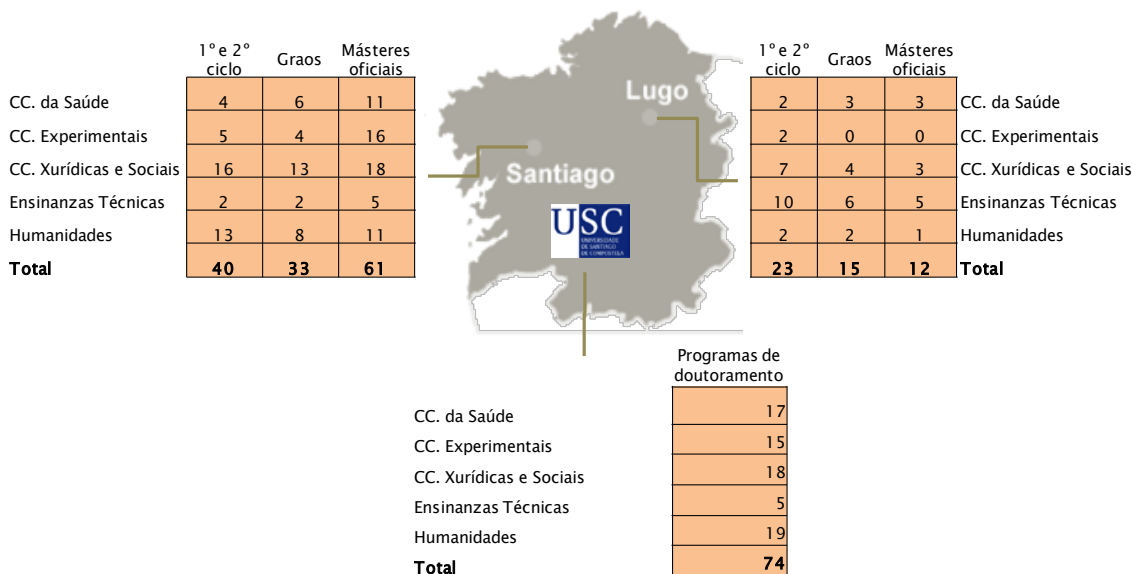 1º e 2º ciclo Graos Másteres oficiais
CC. da Saúde 4 6 11
CC. Experimentais 5 4 16
CC. Xurídicas e Sociais 16 13 18
Ensinanzas Técnicas 2 2 5
Humanidades 13 8 11
Total 40 33 61
Lugo
Santiago
USC
UNIVERSIDADE
DE SANTIAGO
DE COMPOSTELA
1º e 2º ciclo Graos Másteres oficiais
2 3 3 CC. da Saúde
2 0 0 CC. Experimentais
7 4 3 CC. Xurídicas e Sociais
10 6 5 Ensinanzas Técnicas
2 2 1 Humanidades
23 15 12 Total
Programas de
doutoramento
CC. da Saúde 17
CC. Experimentais 15
CC. Xurídicas e Sociais 18
Ensinanzas Técnicas 5
Humanidades 19
Total 74